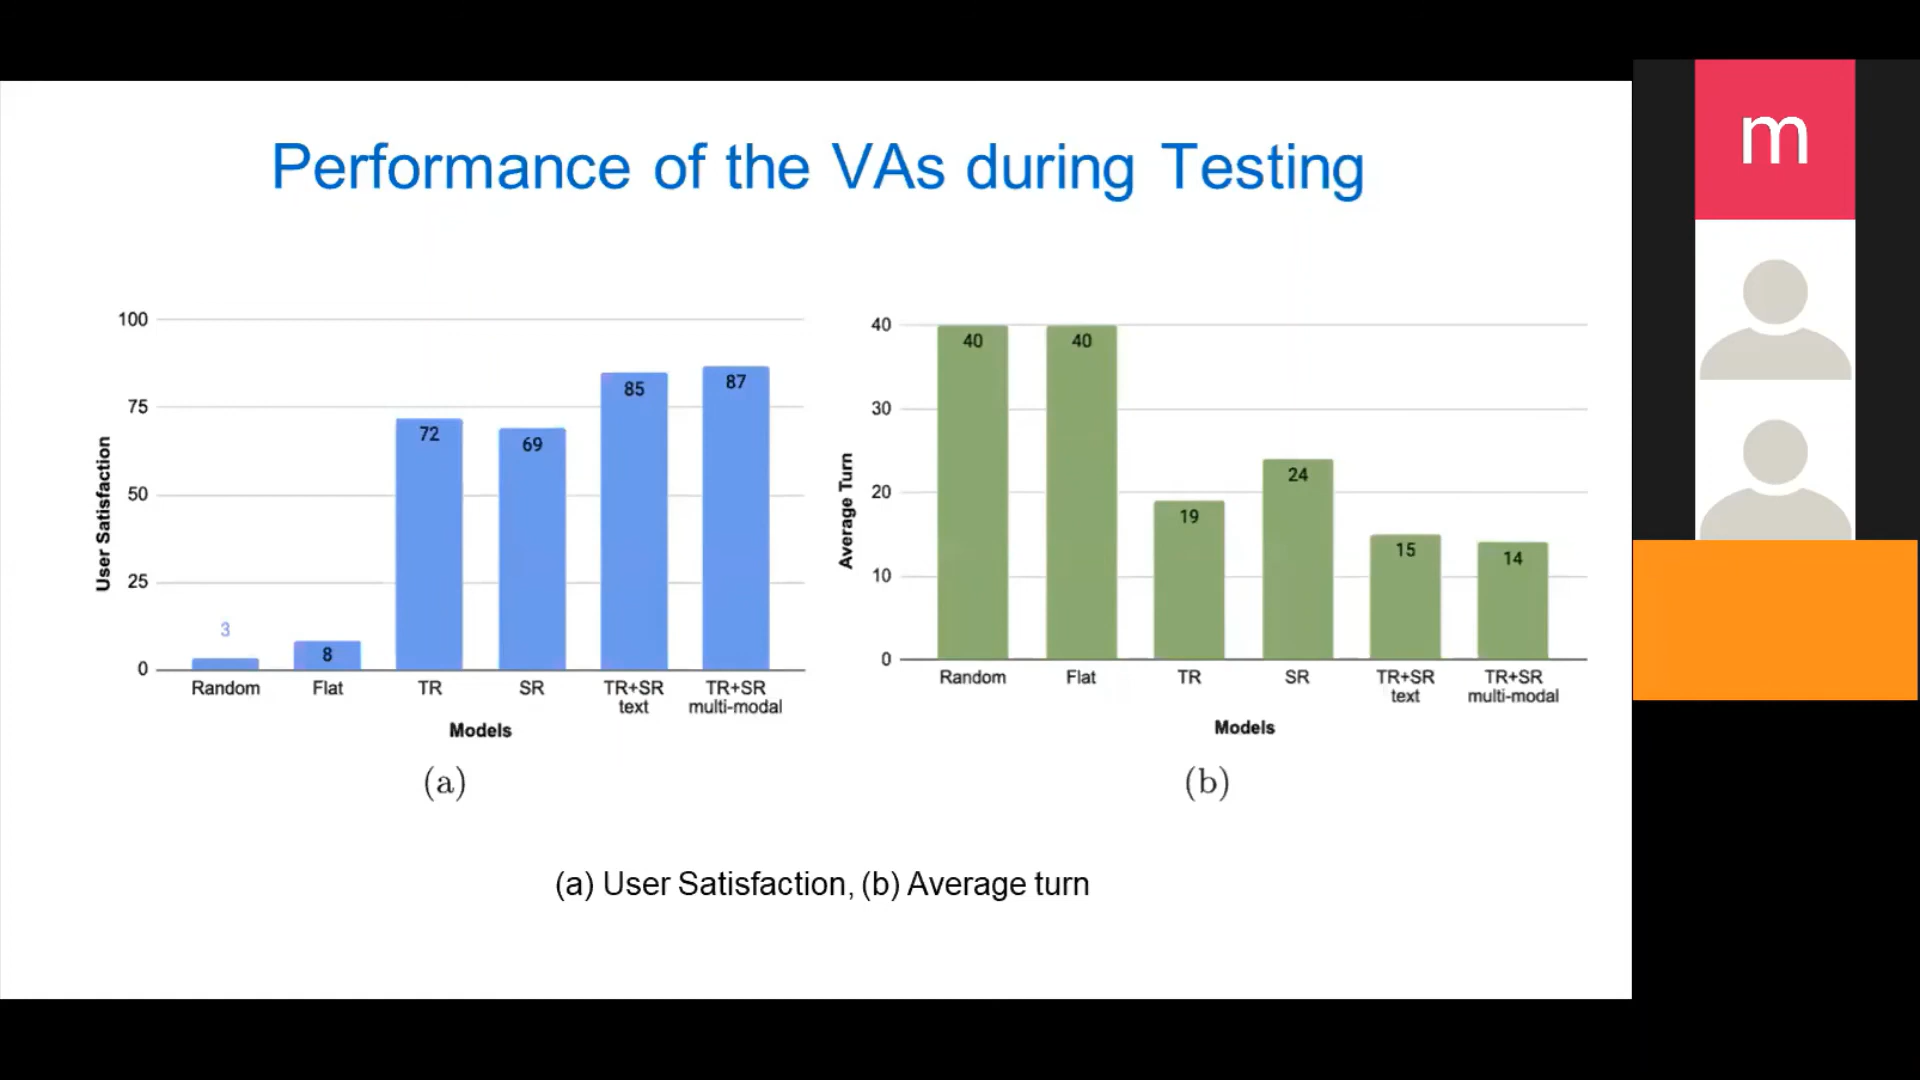 Performance of the VAs during Testing
100
75
50
25
0
User Satisfaction
3
8
72
69
85
87
Random
Flat
TR
SR
TR+SR
text
TR+SR
multi-modal
Models
(a)
40
30
20
10
0
Average Turn
40
40
19
24
15
14
Random
Flat
TR
SR
TR+SR
text
TR+SR
multi-modal
Models
(b)
(a) User Satisfaction, (b) Average turn
m